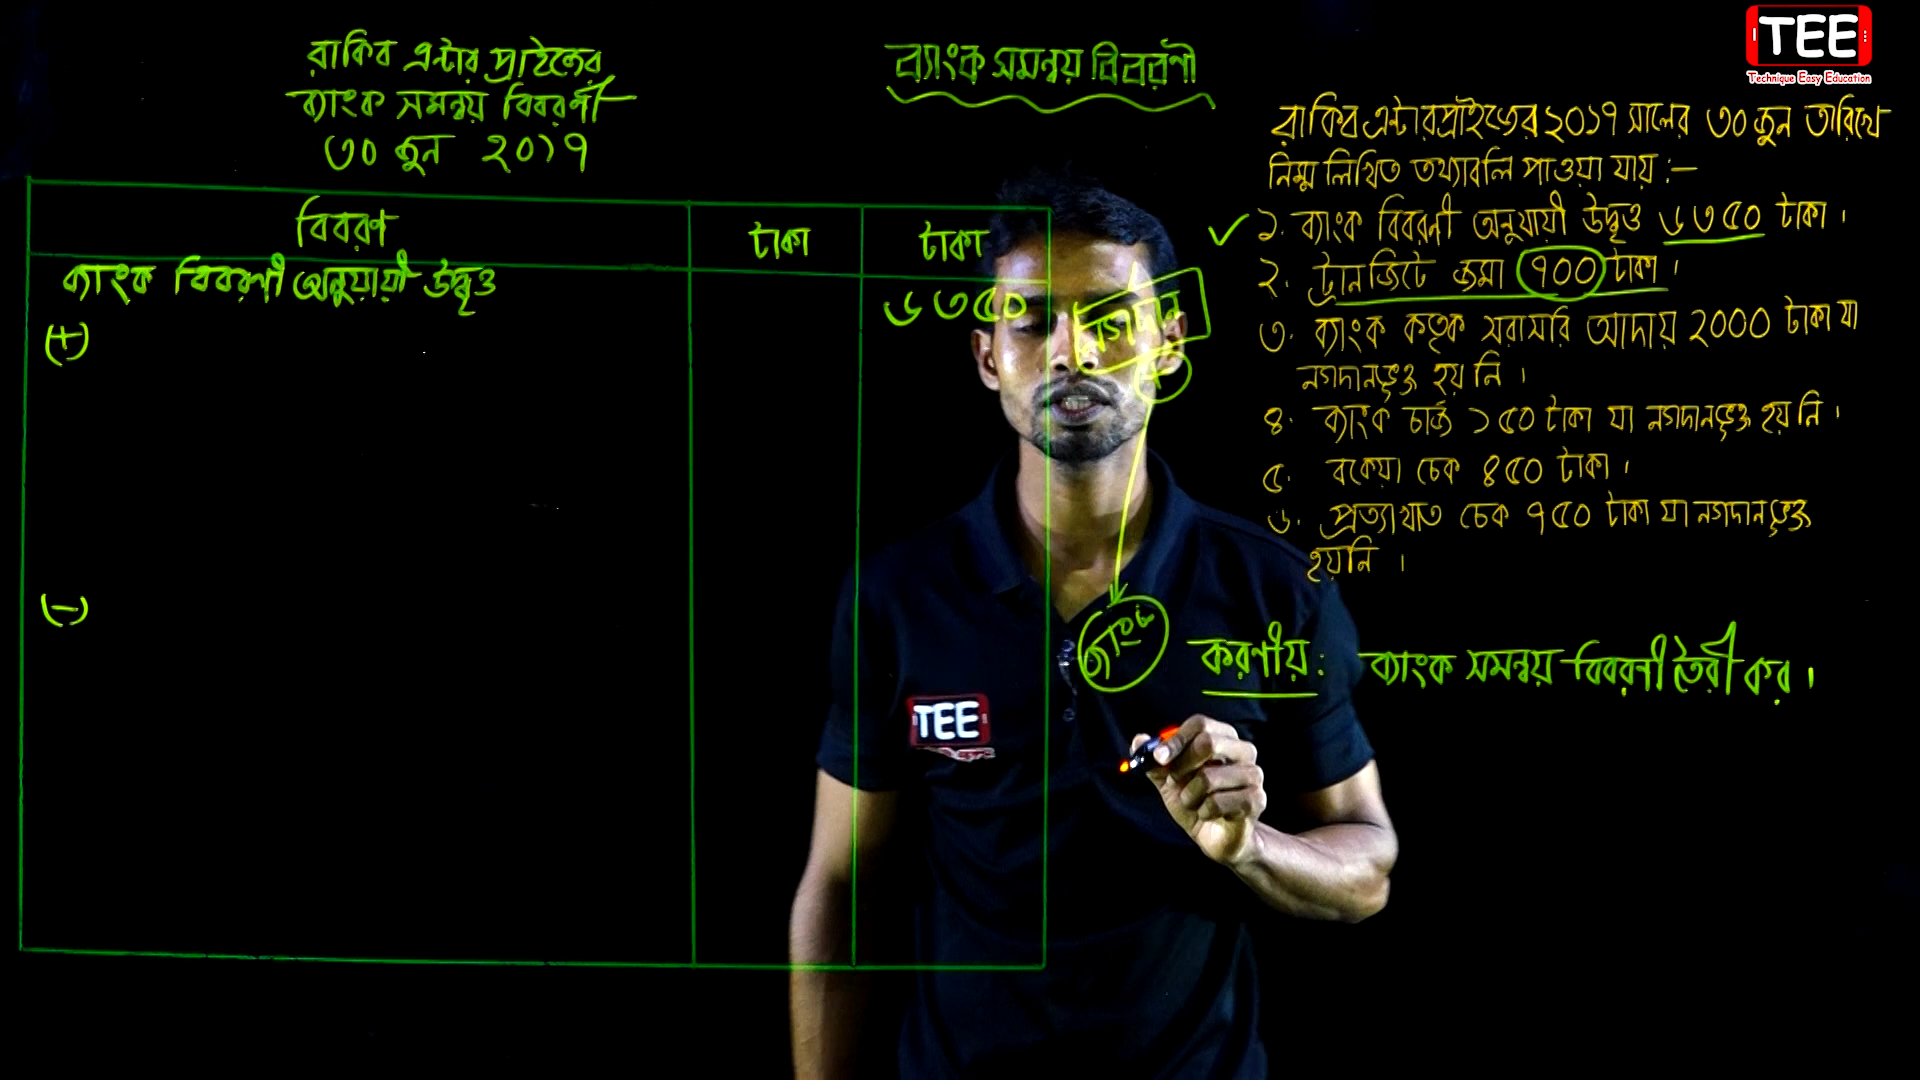 TEE
Technique Easy Education
ব্যাংক সমন্বয় বিবরণী
রাকিব এন্টার প্রাইজের
ব্যাংক সমন্বয় বিবরণী
৩০ জুন ২০১৭
বিবরণ টাকা টাকা
ব্যাংক বিবরণী অনুযায়ী উদ্বৃত্ত ৬৩৫০
(+)
(-)
রাকিব এন্টারপ্রাইজের ২০১৭ সালের ৩০ জুন তারিখে
নিম্ম লিখিত তথ্যাবলি পাওয়া যায় :-
১. ব্যাংক বিবরণী অনুযায়ী উদ্বৃত্ত ৬৩৫০ টাকা।
২. ট্রানজিটে জমা ৭০০ টাকা।
৩. ব্যাংক কতৃক সরাসরি আদায় ২000 টাকা যা
নগদানভুক্ত হয় নি।
৪. ব্যাংক চার্জ ১৫০ টাকা যা নগদানভুক্ত হয় নি।
৫. বকেয়া চেক ৪৫০ টাকা।
৬. প্রত্যাখাত চেক ৭৫০ টাকা যা নগদানভুক্ত
হয়নি।
নগদান
করণীয় : ব্যাংক সমন্বয় বিবরণী তৈরী কর।
TEE